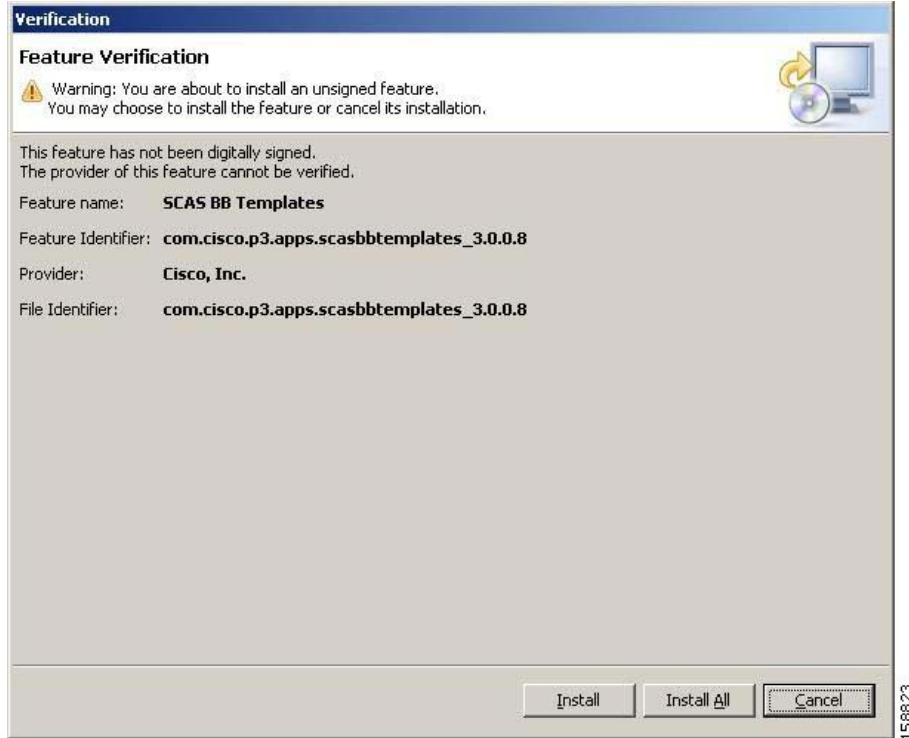 Verification
Feature Verification
Warning: You are about to install an unsigned feature.
You may choose to install the feature or cancel its installation.
This feature has not been digitally signed.
The provider of this feature cannot be verified.
Feature name: SCAS BB Templates
Feature Identifier: com.cisco.p3.apps.scasbbtemplates_3.0.0.8
Provider: Cisco, Inc.
File Identifier: com.cisco.p3.apps.scasbbtemplates_3.0.0.8
Install Install All Cancel
158823